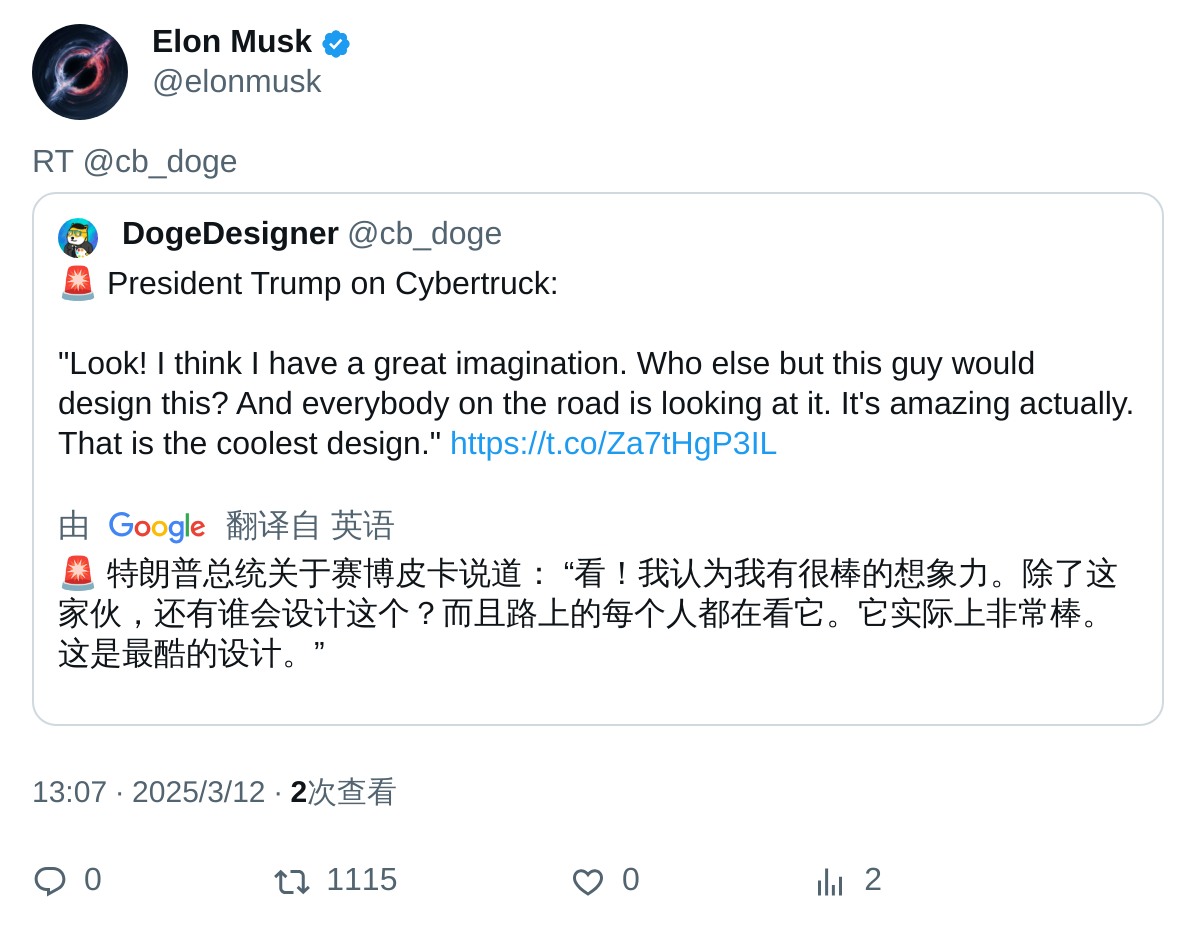 Elon Musk
@elonmusk
RT @cb_doge
DogeDesigner @cb_doge
🚨 President Trump on Cybertruck:
"Look! I think I have a great imagination. Who else but this guy would
design this? And everybody on the road is looking at it. It's amazing actually.
That is the coolest design." https://t.co/Za7tHgP3IL
由 Google 翻译自 英语
🚨 特朗普总统关于赛博皮卡说道： “看！我认为我有很棒的想象力。除了这
家伙，还有谁会设计这个？而且路上的每个人都在看它。它实际上非常棒。
这是最酷的设计。”
13:07 · 2025/3/12 · 2次查看
0 1115 0 2